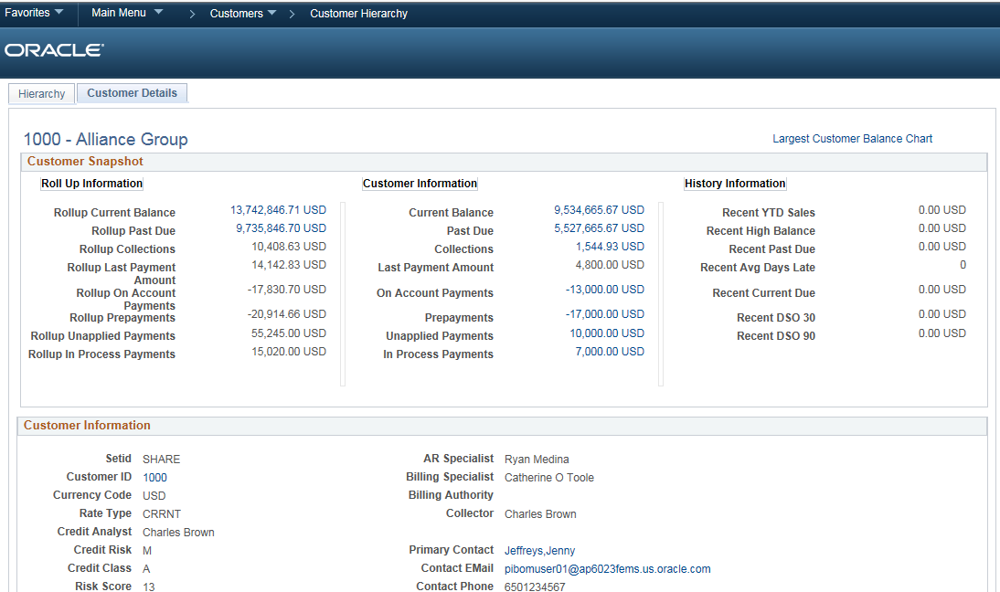 Favorites Main Menu > Customers > Customer Hierarchy
ORACLE
Hierarchy Customer Details
1000 - Alliance Group Largest Customer Balance Chart
Customer Snapshot
Roll Up Information Customer Information History Information
Rollup Current Balance 13,742,846.71 USD Current Balance 9,534,665.67 USD Recent YTD Sales 0.00 USD
Rollup Past Due 9,735,846.70 USD Past Due 5,527,665.67 USD Recent High Balance 0.00 USD
Rollup Collections 10,408.63 USD Collections 1,544.93 USD Recent Past Due 0.00 USD
Rollup Last Payment 14,142.83 USD Last Payment Amount 4,800.00 USD Recent Avg Days Late 0
Amount
Rollup On Account -17,830.70 USD On Account Payments -13,000.00 USD Recent Current Due 0.00 USD
Payments
Rollup Prepayments -20,914.66 USD Prepayments -17,000.00 USD Recent DSO 30 0.00 USD
Rollup Unapplied Payments 55,245.00 USD Unapplied Payments 10,000.00 USD Recent DSO 90 0.00 USD
Rollup In Process Payments 15,020.00 USD In Process Payments 7,000.00 USD
Customer Information
Setid SHARE AR Specialist Ryan Medina
Customer ID 1000 Billing Specialist Catherine O Toole
Currency Code USD Billing Authority
Rate Type CRRNT Collector Charles Brown
Credit Analyst Charles Brown
Credit Risk M Primary Contact Jeffreys,Jenny
Credit Class A Contact EMail pibomuser01@ap6023fems.us.oracle.com
Risk Score 13 Contact Phone 6501234567